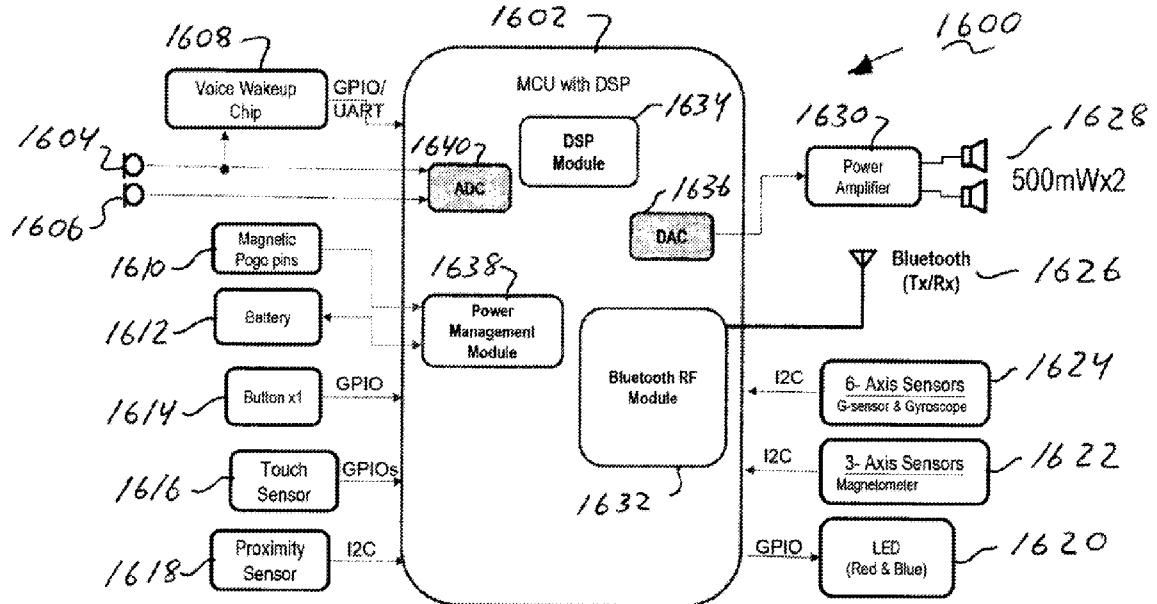 1602
1600
1608
Voice Wakeup
Chip
GPIO/
UART
MCU with DSP
1634
DSP
Module
1630
Power
Amplifier
1628
500mWx2
1604
1640
ADC
1606
1636
DAC
Magnetic
Pogo pins
1610
Bluetooth
(Tx/Rx)
1626
1638
Power
Management
Module
Battery
1612
Bluetooth RF
Module
1632
I2C
6- Axis Sensors
G-sensor & Gyroscope
1624
GPIO
Button x1
1614
I2C
3- Axis Sensors
Magnetometer
1622
Touch
Sensor
GPIOs
1616
Proximity
Sensor
I2C
1618
GPIO
LED
(Red & Blue)
1620